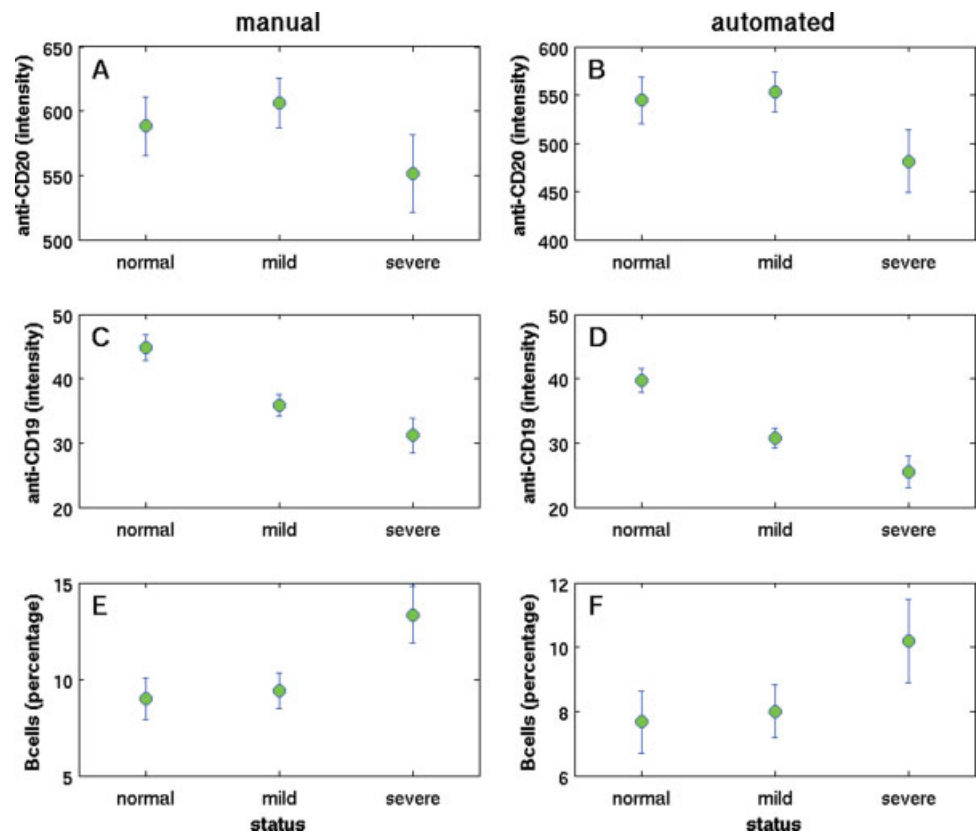 manual
automated
A
650
600
550
500
anti-CD20 (intensity)
normal mild severe
B
600
550
500
450
400
anti-CD20 (intensity)
normal mild severe
C
50
40
30
20
anti-CD19 (intensity)
normal mild severe
D
50
40
30
20
anti-CD19 (intensity)
normal mild severe
E
15
10
5
Bcells (percentage)
normal mild severe
status
F
12
10
8
6
Bcells (percentage)
normal mild severe
status